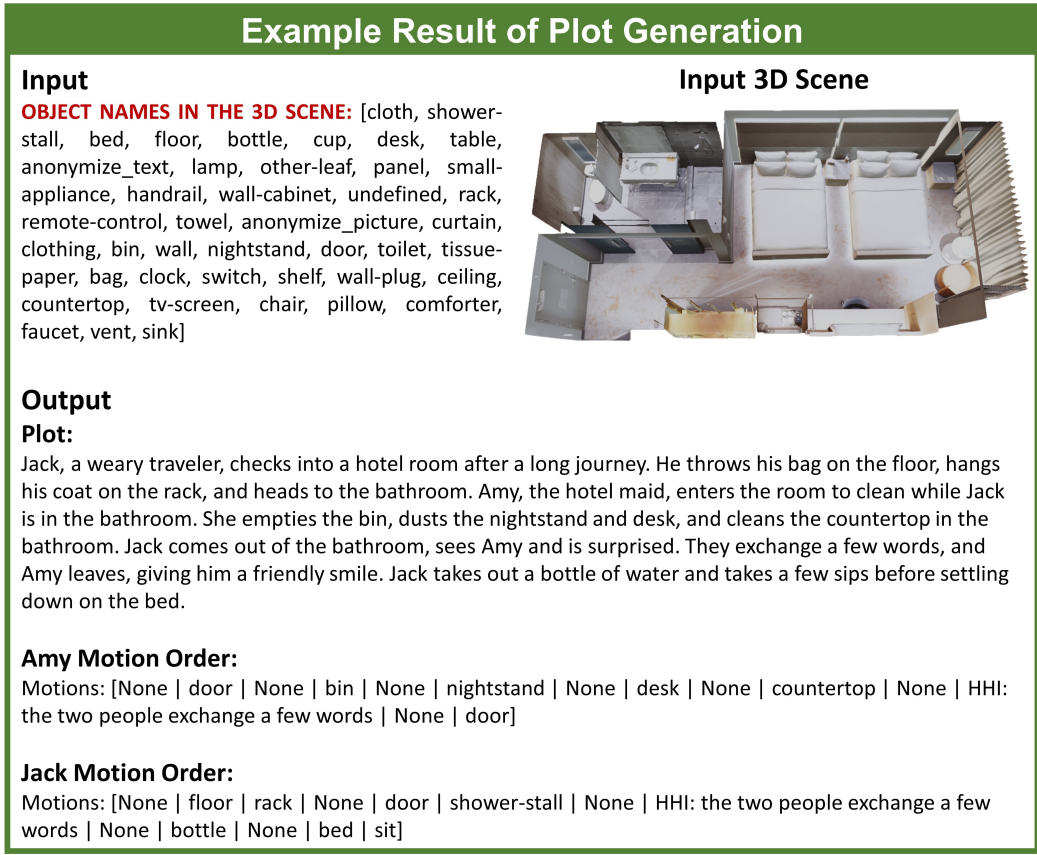 Example Result of Plot Generation
Input
Input 3D Scene
OBJECT NAMES IN THE 3D SCENE: [cloth, shower-
stall, bed, floor, bottle, cup, desk, table,
anonymize_text, lamp, other-leaf, panel, small-
appliance, handrail, wall-cabinet, undefined, rack,
remote-control, towel, anonymize_picture, curtain,
clothing, bin, wall, nightstand, door, toilet, tissue-
paper, bag, clock, switch, shelf, wall-plug, ceiling,
countertop, tv-screen, chair, pillow, comforter,
faucet, vent, sink]
Output
Plot:
Jack, a weary traveler, checks into a hotel room after a long journey. He throws his bag on the floor, hangs
his coat on the rack, and heads to the bathroom. Amy, the hotel maid, enters the room to clean while Jack
is in the bathroom. She empties the bin, dusts the nightstand and desk, and cleans the countertop in the
bathroom. Jack comes out of the bathroom, sees Amy and is surprised. They exchange a few words, and
Amy leaves, giving him a friendly smile. Jack takes out a bottle of water and takes a few sips before settling
down on the bed.
Amy Motion Order:
Motions: [None | door | None | bin | None | nightstand | None | desk | None | countertop | None | HHI:
the two people exchange a few words | None | door]
Jack Motion Order:
Motions: [None | floor | rack | None | door | shower-stall | None | HHI: the two people exchange a few
words | None | bottle | None | bed | sit]